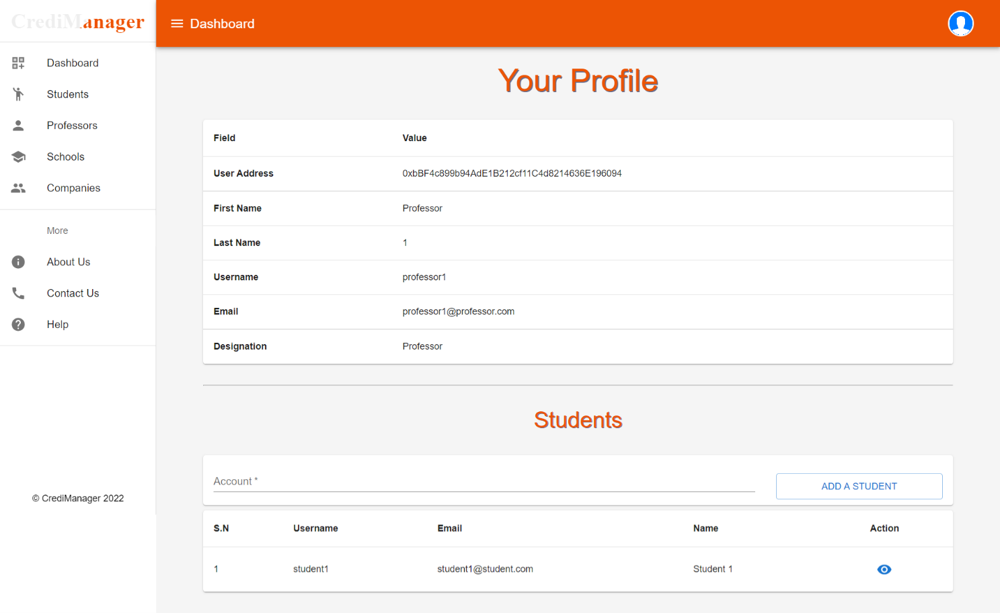 CrediManager
Dashboard
Dashboard
Students
Professors
Schools
Companies
More
About Us
Contact Us
Help
© CrediManager 2022
Your Profile
Field Value
User Address 0xbBF4c899b94AdE1B212cf11C4d8214636E196094
First Name Professor
Last Name 1
Username professor1
Email professor1@professor.com
Designation Professor
Students
Account *
ADD A STUDENT
S.N Username Email Name Action
1 student1 student1@student.com Student 1